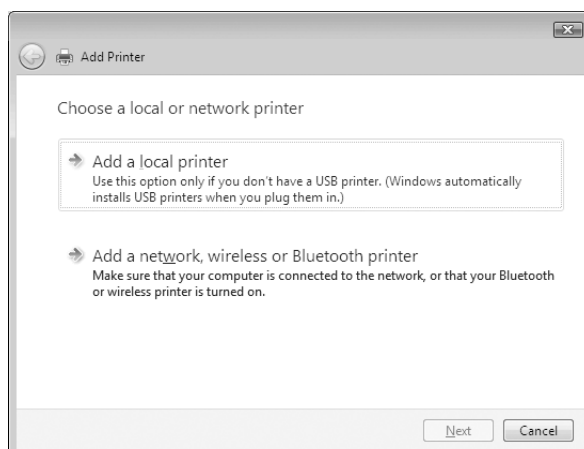 Add Printer
Choose a local or network printer
Add a local printer
Use this option only if you don't have a USB printer. (Windows automatically
installs USB printers when you plug them in.)
Add a network, wireless or Bluetooth printer
Make sure that your computer is connected to the network, or that your Bluetooth
or wireless printer is turned on.
Next Cancel